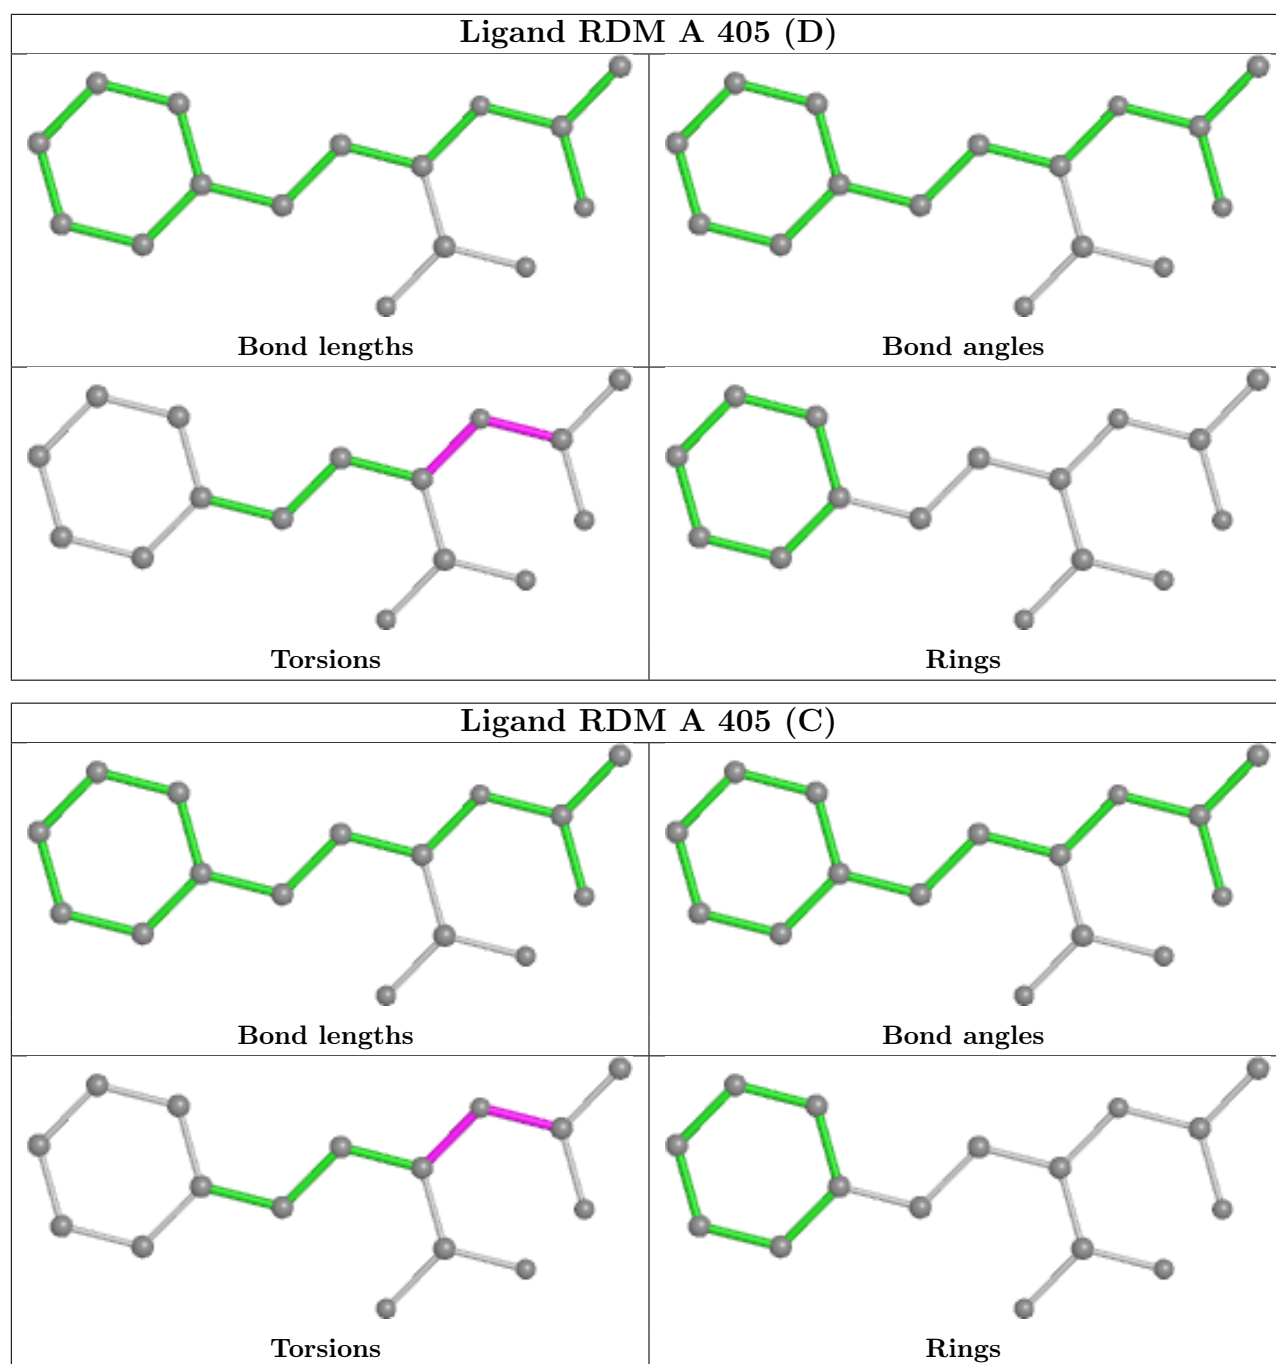 Ligand RDM A 405 (D)
Bond lengths
Bond angles
Torsions
Rings
Ligand RDM A 405 (C)
Bond lengths
Bond angles
Torsions
Rings